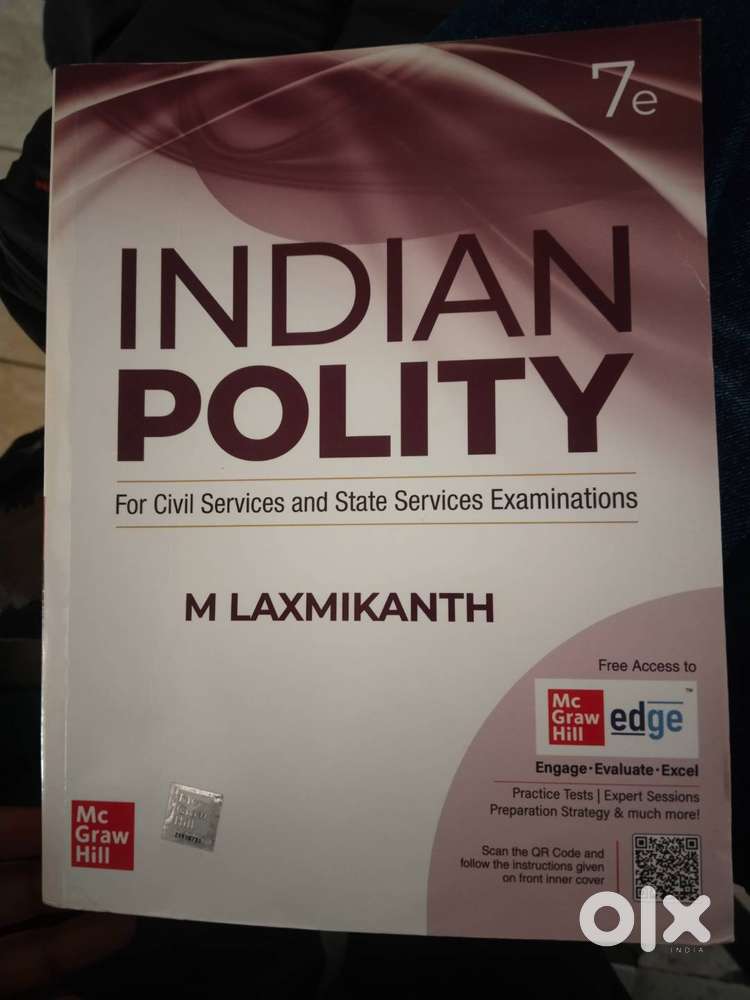 7e
INDIAN
POLITY
For Civil Services and State Services Examinations
M LAXMIKANTH
Free Access to
Mc
Graw
Hill
edge™
Engage·Evaluate·Excel
Practice Tests | Expert Sessions
Preparation Strategy & much more!
Scan the QR Code and
follow the instructions given
on front inner cover
Mc
Graw
Hill
olx
INDIA